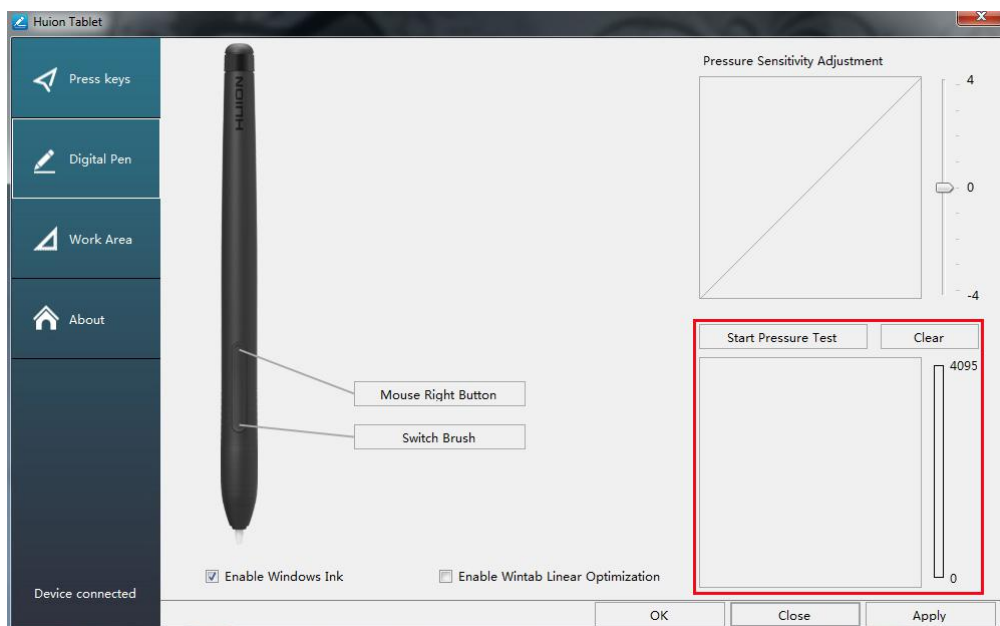 Huion Tablet
Press keys
Digital Pen
Work Area
About
Device connected
HUION
Mouse Right Button
Switch Brush
Enable Windows Ink
Enable Wintab Linear Optimization
Pressure Sensitivity Adjustment
4
0
-4
Start Pressure Test
Clear
4095
0
OK
Close
Apply